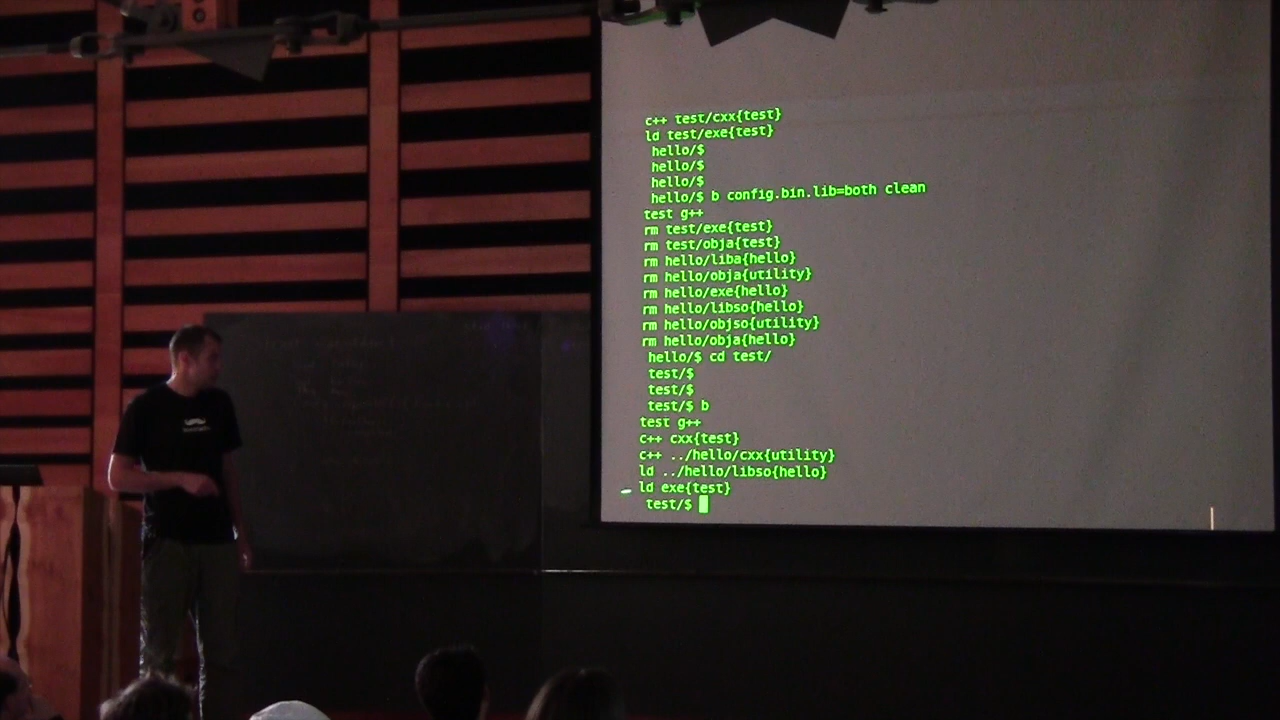 c++ test/cxx{test}
ld test/exe{test}
hello/$
hello/$
hello/$
hello/$ b config.bin.lib=both clean
test g++
rm test/exe{test}
rm test/obja{test}
rm hello/liba{hello}
rm hello/obja{utility}
rm hello/exe{hello}
rm hello/libso{hello}
rm hello/objso{utility}
rm hello/obja{hello}
hello/$ cd test/
test/$
test/$
test/$ b
test g++
c++ cxx{test}
c++ ../hello/cxx{utility}
ld ../hello/libso{hello}
ld exe{test}
test/$